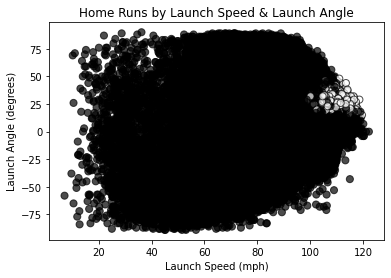 Home Runs by Launch Speed & Launch Angle
Launch Angle (degrees)
75
50
25
0
−25
−50
−75
20 40 60 80 100 120
Launch Speed (mph)